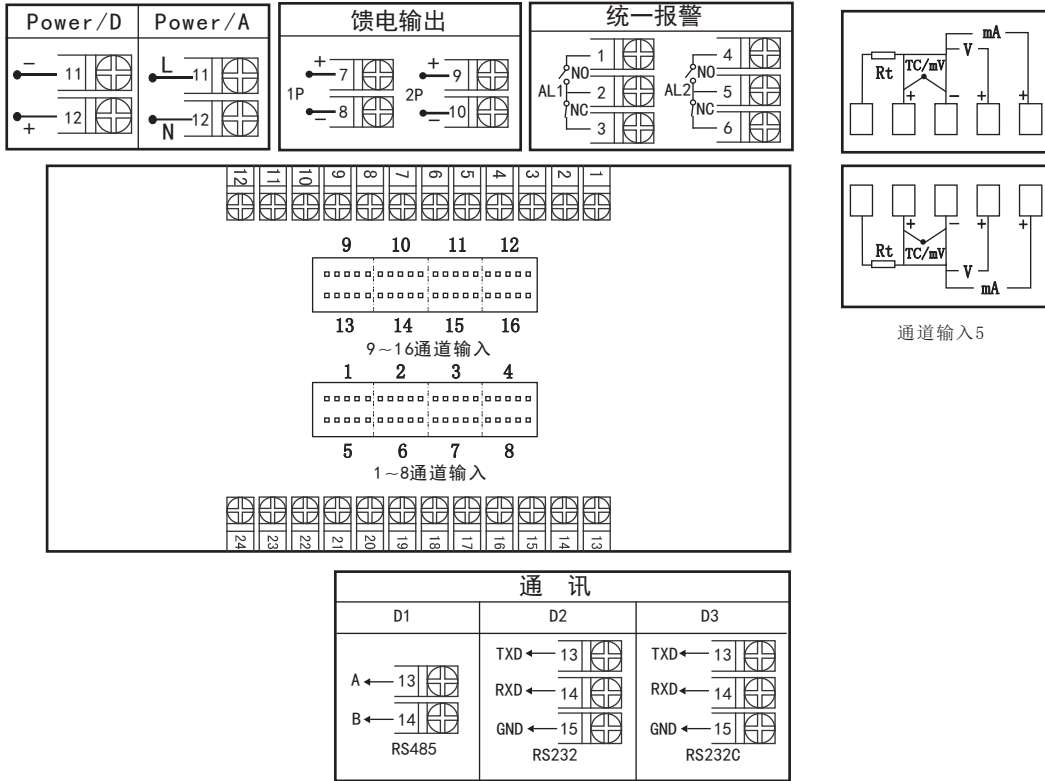 Power/D Power/A
− 11 L 11
+ 12 N 12
馈电输出
1P + 7 2P + 9
− 8 − 10
统一报警
1 4
NO NO
AL1 2 AL2 5
NC NC
3 6
mA
V
Rt TC/mV
+ − + +
12 11 10 9 8 7 6 5 4 3 2 1
9 10 11 12
13 14 15 16
9~16通道输入
1 2 3 4
5 6 7 8
1~8通道输入
24 23 22 21 20 19 18 17 16 15 14 13
+ − + +
Rt TC/mV
V
mA
通道输入5
通 讯
D1 D2 D3
A 13
B 14
RS485
TXD 13
RXD 14
GND 15
RS232
TXD 13
RXD 14
GND 15
RS232C